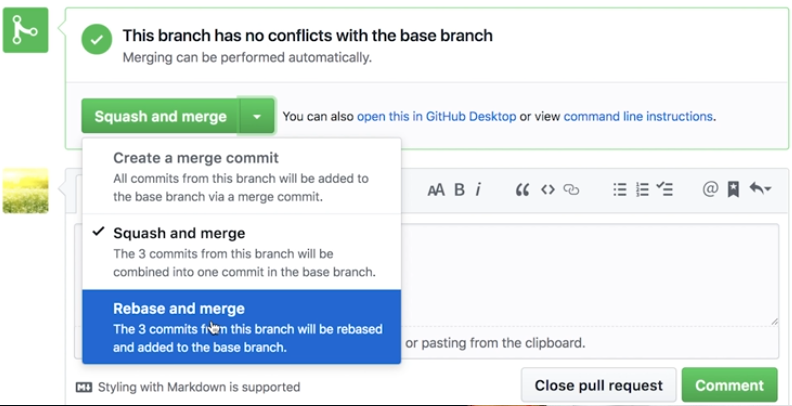 This branch has no conflicts with the base branch
Merging can be performed automatically.
Squash and merge
You can also open this in GitHub Desktop or view command line instructions.
Create a merge commit
All commits from this branch will be added to
the base branch via a merge commit.
Squash and merge
The 3 commits from this branch will be
combined into one commit in the base branch.
Rebase and merge
The 3 commits from this branch will be rebased
and added to the base branch.
AA B i
or pasting from the clipboard.
Styling with Markdown is supported
Close pull request
Comment